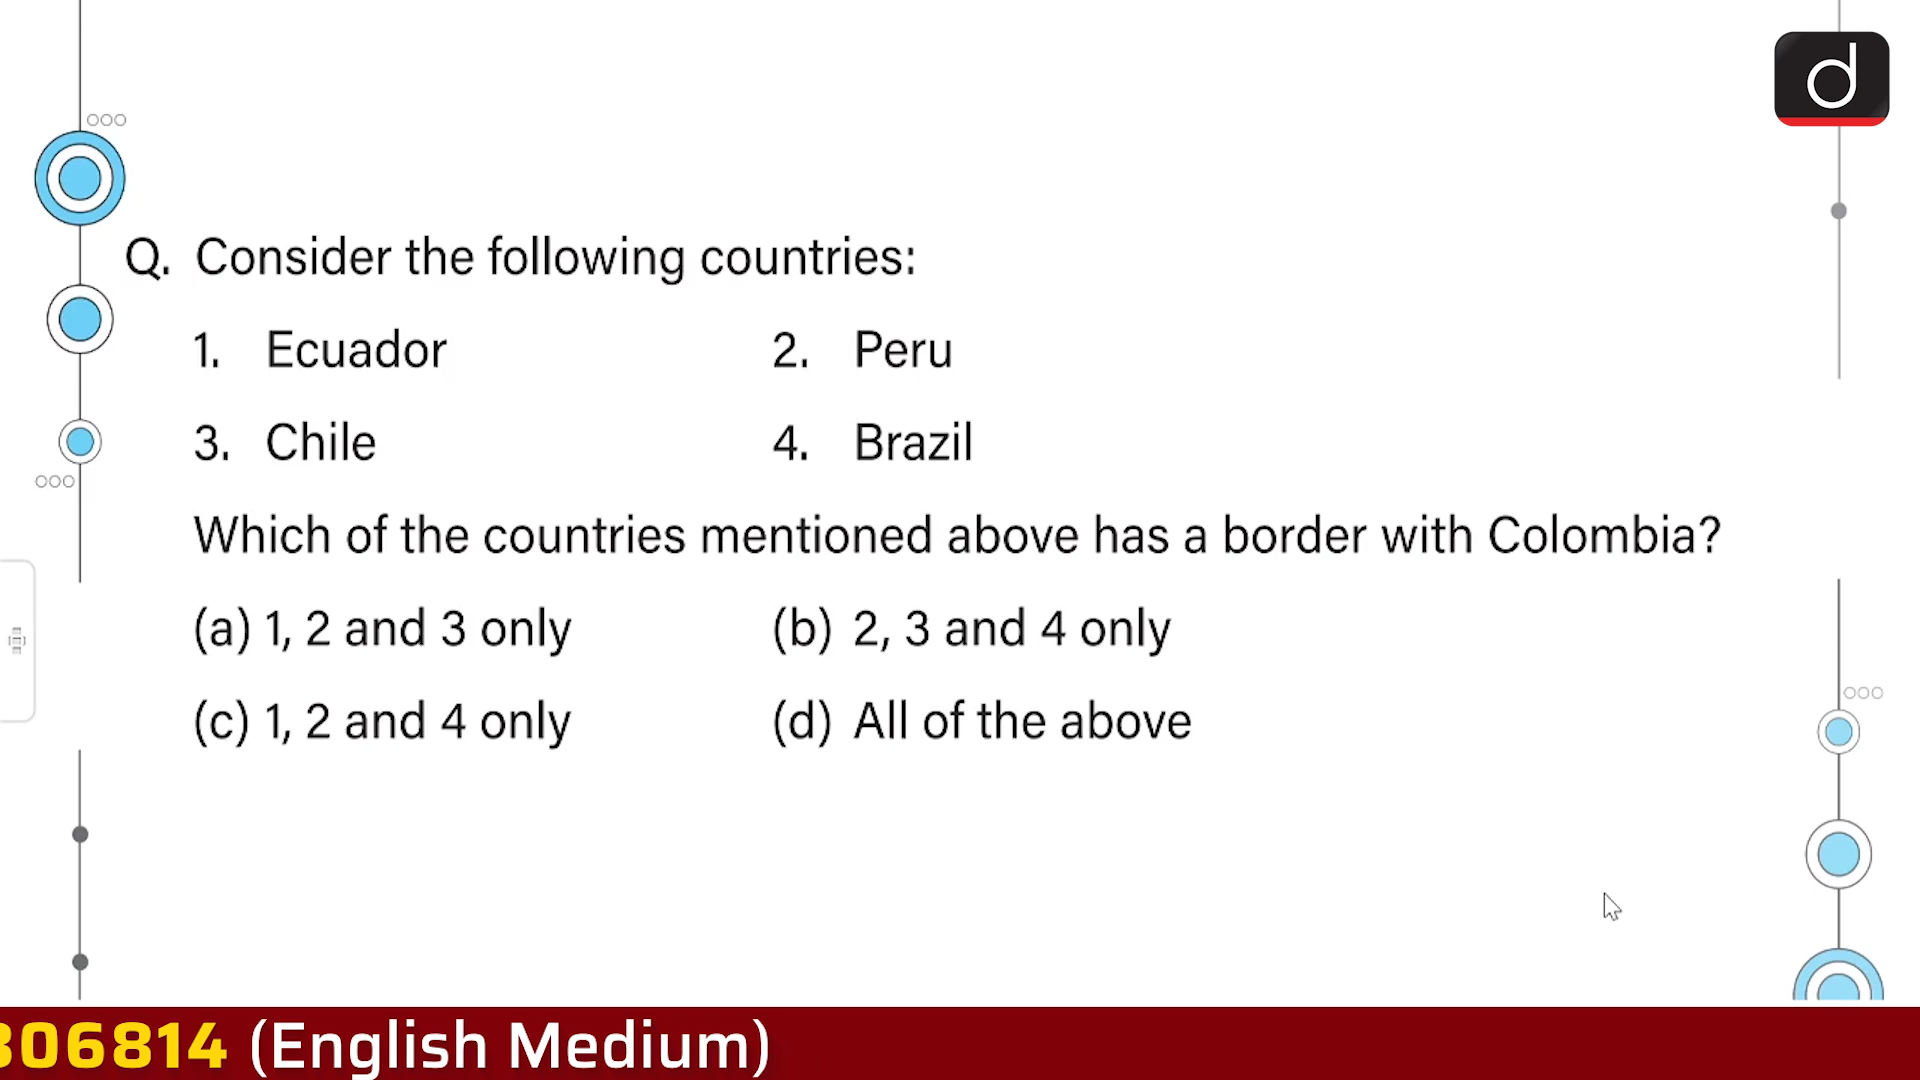 d
Q. Consider the following countries:
1. Ecuador 2. Peru
3. Chile 4. Brazil
Which of the countries mentioned above has a border with Colombia?
(a) 1, 2 and 3 only (b) 2, 3 and 4 only
(c) 1, 2 and 4 only (d) All of the above
06814 (English Medium)